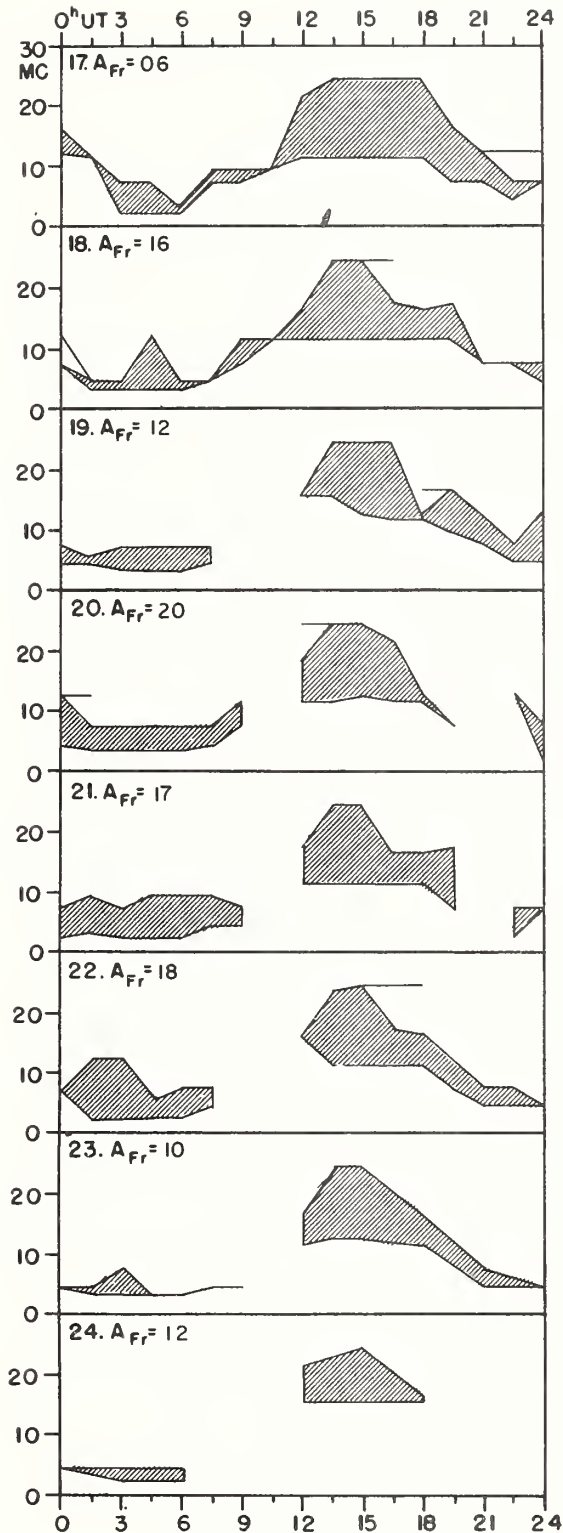 0ʰ UT 3 6 9 12 15 18 21 24
30
MC
17. A_Fr = 06
20
10
0
18. A_Fr = 16
20
10
0
19. A_Fr = 12
20
10
0
20. A_Fr = 20
20
10
0
21. A_Fr = 17
20
10
0
22. A_Fr = 18
20
10
0
23. A_Fr = 10
20
10
0
24. A_Fr = 12
20
10
0
0 3 6 9 12 15 18 21 24